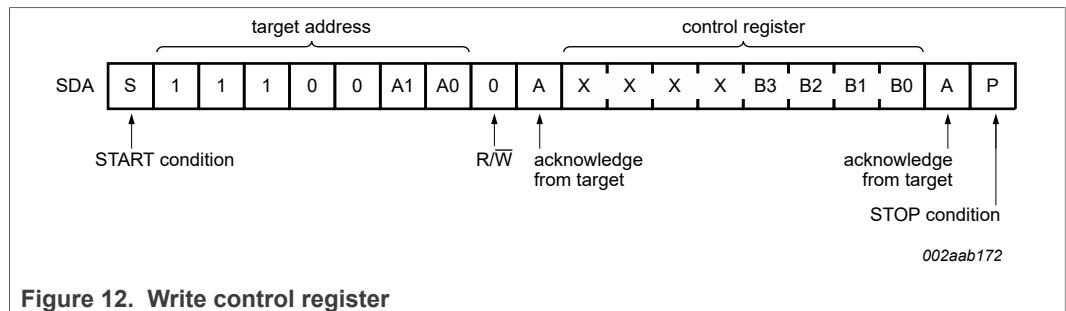 target address control register
SDA S 1 1 1 0 0 A1 A0 0 A X X X X B3 B2 B1 B0 A P
START condition R/W̅ acknowledge from target acknowledge from target
STOP condition
002aab172
Figure 12. Write control register